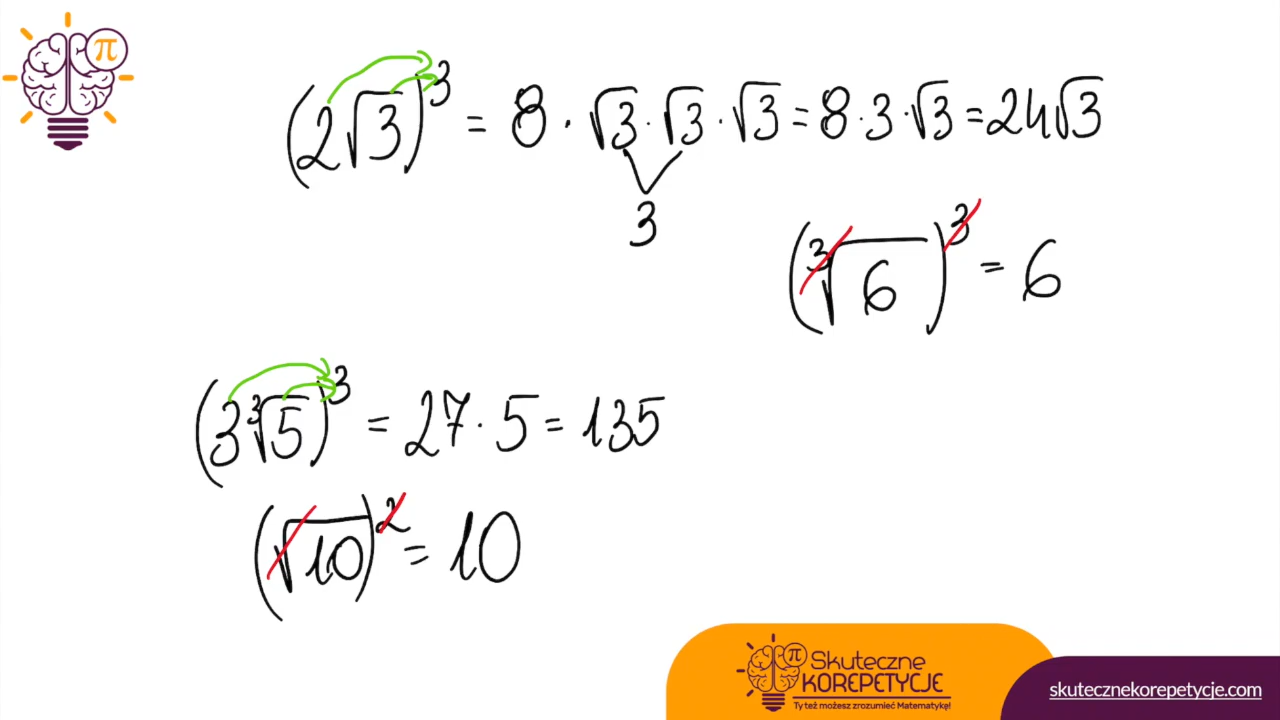 π
(2√3)³ = 8 · √3 · √3 · √3 = 8 · 3 · √3 = 24√3
3
(∛6)³ = 6
(3∛5)³ = 27 · 5 = 135
(√10)² = 10
π
Skuteczne
KOREPETYCJE
Ty też możesz zrozumieć Matematykę!
skutecznekorepetycje.com